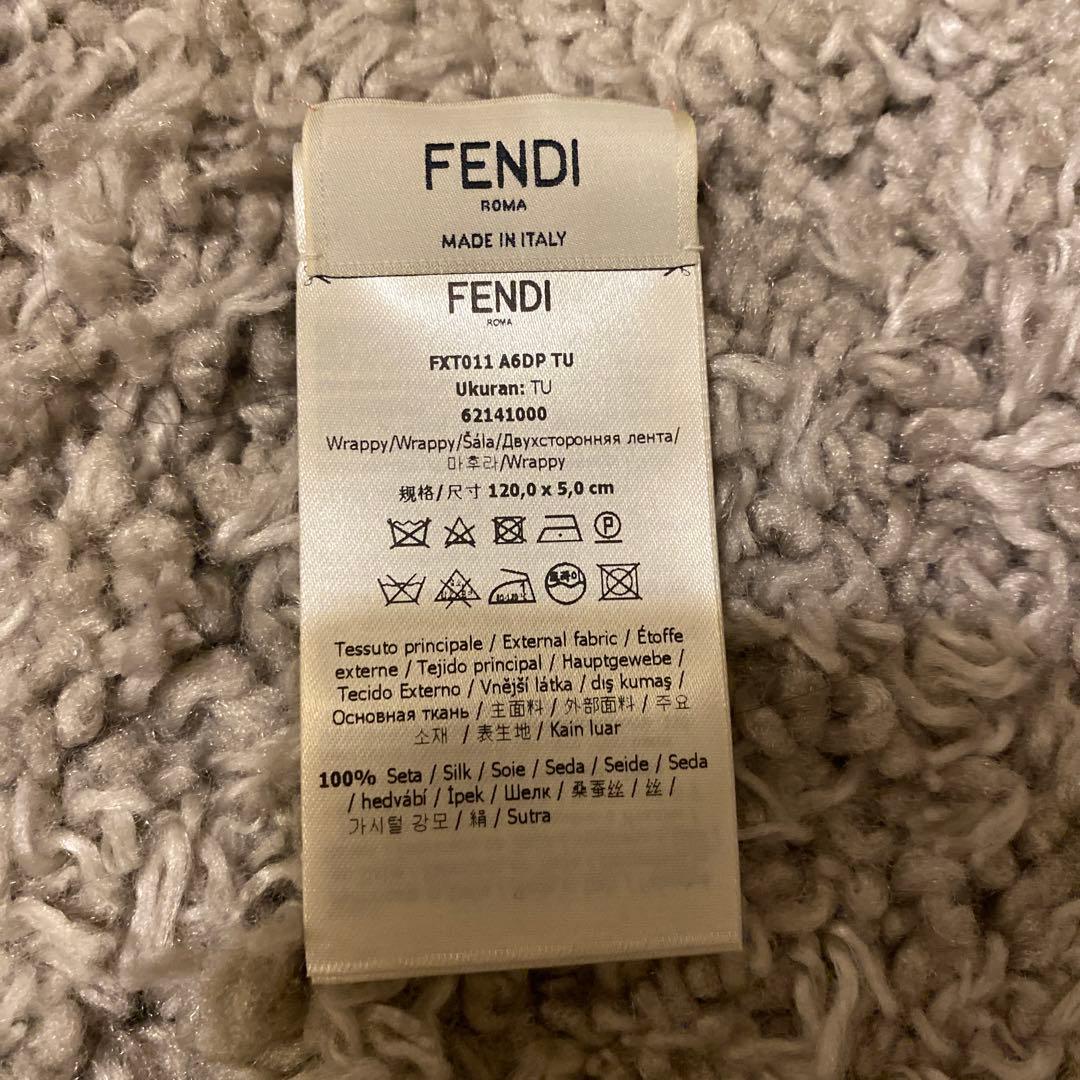 FENDI
ROMA
MADE IN ITALY
FENDI
ROMA
FXT011 A6DP TU
Ukuran: TU
62141000
Wrappy/Wrappy/Šála/Двухсторонняя лента/
마후라/Wrappy
规格/尺寸 120,0 x 5,0 cm
P
드라이
Tessuto principale / External fabric / Étoffe
externe / Tejido principal / Hauptgewebe /
Tecido Externo / Vnější látka / dış kumaş /
Основная ткань / 主面料 / 外部面料 / 주요
소재 / 表生地 / Kain luar
100% Seta / Silk / Soie / Seda / Seide / Seda
/ hedvábí / İpek / Шелк / 桑蚕丝 / 丝 /
가시털 강모 / 絹 / Sutra